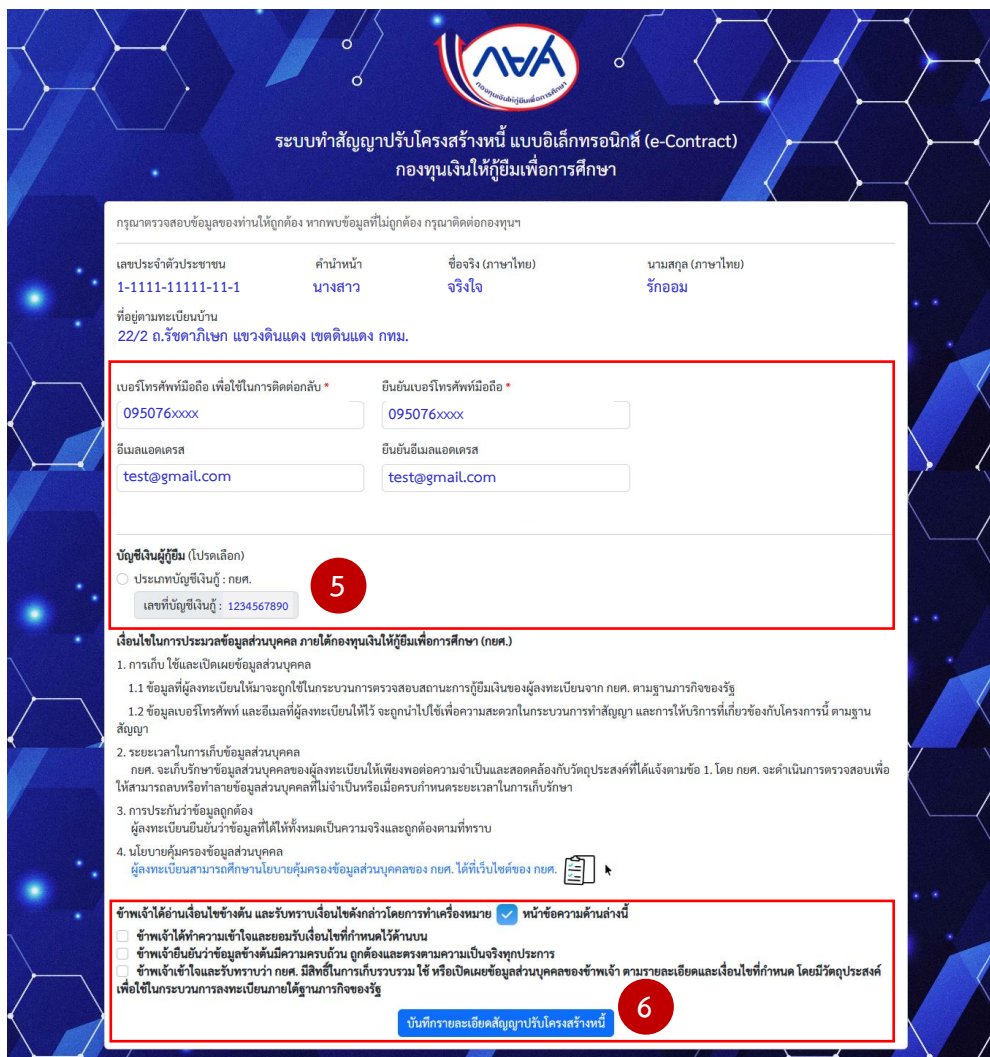 กยศ
กองทุนเงินให้กู้ยืมเพื่อการศึกษา
ระบบทำสัญญาปรับโครงสร้างหนี้ แบบอิเล็กทรอนิกส์ (e-Contract)
กองทุนเงินให้กู้ยืมเพื่อการศึกษา
กรุณาตรวจสอบข้อมูลของท่านให้ถูกต้อง หากพบข้อมูลที่ไม่ถูกต้อง กรุณาติดต่อกองทุนฯ
เลขประจำตัวประชาชน คำนำหน้า ชื่อจริง (ภาษาไทย) นามสกุล (ภาษาไทย)
1-1111-11111-11-1 นางสาว จริงใจ รักออม
ที่อยู่ตามทะเบียนบ้าน
22/2 ถ.รัชดาภิเษก แขวงดินแดง เขตดินแดง กทม.
เบอร์โทรศัพท์มือถือ เพื่อใช้ในการติดต่อกลับ * ยืนยันเบอร์โทรศัพท์มือถือ *
095076xxxx 095076xxxx
อีเมลแอดเดรส ยืนยันอีเมลแอดเดรส
test@gmail.com test@gmail.com
บัญชีเงินผู้กู้ยืม (โปรดเลือก)
ประเภทบัญชีเงินกู้ : กยศ.
5
เลขที่บัญชีเงินกู้ : 1234567890
เงื่อนไขในการประมวลข้อมูลส่วนบุคคล ภายใต้กองทุนเงินให้กู้ยืมเพื่อการศึกษา (กยศ.)
1. การเก็บ ใช้และเปิดเผยข้อมูลส่วนบุคคล
1.1 ข้อมูลที่ผู้ลงทะเบียนให้มาจะถูกใช้ในกระบวนการตรวจสอบสถานะการกู้ยืมเงินของผู้ลงทะเบียนจาก กยศ. ตามฐานภารกิจของรัฐ
1.2 ข้อมูลเบอร์โทรศัพท์ และอีเมลที่ผู้ลงทะเบียนให้ไว้ จะถูกนำไปใช้เพื่อความสะดวกในกระบวนการทำสัญญา และการให้บริการที่เกี่ยวข้องกับโครงการนี้ ตามฐาน
สัญญา
2. ระยะเวลาในการเก็บข้อมูลส่วนบุคคล
กยศ. จะเก็บรักษาข้อมูลส่วนบุคคลของผู้ลงทะเบียนให้เพียงพอต่อความจำเป็นและสอดคล้องกับวัตถุประสงค์ที่ได้แจ้งตามข้อ 1. โดย กยศ. จะดำเนินการตรวจสอบเพื่อ
ให้สามารถลบหรือทำลายข้อมูลส่วนบุคคลที่ไม่จำเป็นหรือเมื่อครบกำหนดระยะเวลาในการเก็บรักษา
3. การประกันว่าข้อมูลถูกต้อง
ผู้ลงทะเบียนยืนยันว่าข้อมูลที่ได้ให้ทั้งหมดเป็นความจริงและถูกต้องตามที่ทราบ
4. นโยบายคุ้มครองข้อมูลส่วนบุคคล
ผู้ลงทะเบียนสามารถศึกษานโยบายคุ้มครองข้อมูลส่วนบุคคลของ กยศ. ได้ที่เว็บไซต์ของ กยศ.
ข้าพเจ้าได้อ่านเงื่อนไขข้างต้น และรับทราบเงื่อนไขดังกล่าวโดยการทำเครื่องหมาย หน้าข้อความด้านล่างนี้
ข้าพเจ้าได้ทำความเข้าใจและยอมรับเงื่อนไขที่กำหนดไว้ด้านบน
ข้าพเจ้ายืนยันว่าข้อมูลข้างต้นมีความครบถ้วน ถูกต้องและตรงตามความเป็นจริงทุกประการ
ข้าพเจ้าเข้าใจและรับทราบว่า กยศ. มีสิทธิ์ในการเก็บรวบรวม ใช้ หรือเปิดเผยข้อมูลส่วนบุคคลของข้าพเจ้า ตามรายละเอียดและเงื่อนไขที่กำหนด โดยมีวัตถุประสงค์
เพื่อใช้ในกระบวนการลงทะเบียนภายใต้ฐานภารกิจของรัฐ
บันทึกรายละเอียดสัญญาปรับโครงสร้างหนี้
6